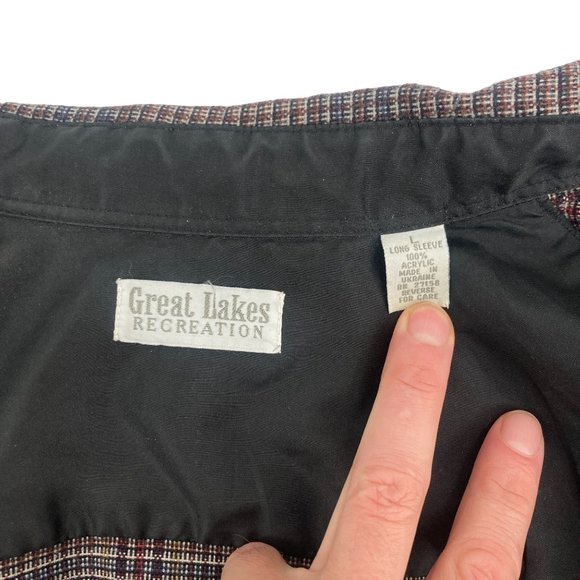 Great Lakes
RECREATION
L
LONG SLEEVE
100%
ACRYLIC
MADE IN
UKRAINE
RN 27158
REVERSE
FOR CARE